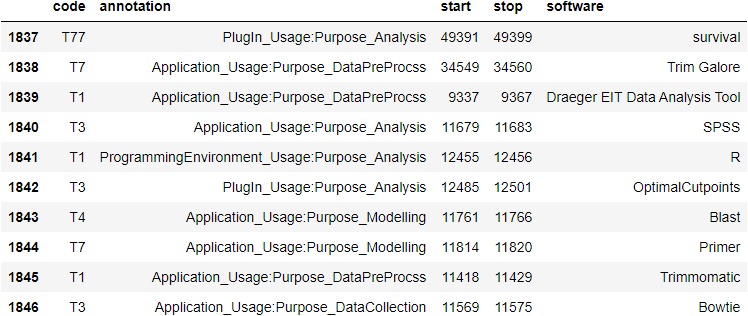 code annotation start stop software
1837 T77 PlugIn_Usage:Purpose_Analysis 49391 49399 survival
1838 T7 Application_Usage:Purpose_DataPreProcss 34549 34560 Trim Galore
1839 T1 Application_Usage:Purpose_DataPreProcss 9337 9367 Draeger EIT Data Analysis Tool
1840 T3 Application_Usage:Purpose_Analysis 11679 11683 SPSS
1841 T1 ProgrammingEnvironment_Usage:Purpose_Analysis 12455 12456 R
1842 T3 PlugIn_Usage:Purpose_Analysis 12485 12501 OptimalCutpoints
1843 T4 Application_Usage:Purpose_Modelling 11761 11766 Blast
1844 T7 Application_Usage:Purpose_Modelling 11814 11820 Primer
1845 T1 Application_Usage:Purpose_DataPreProcss 11418 11429 Trimmomatic
1846 T3 Application_Usage:Purpose_DataCollection 11569 11575 Bowtie